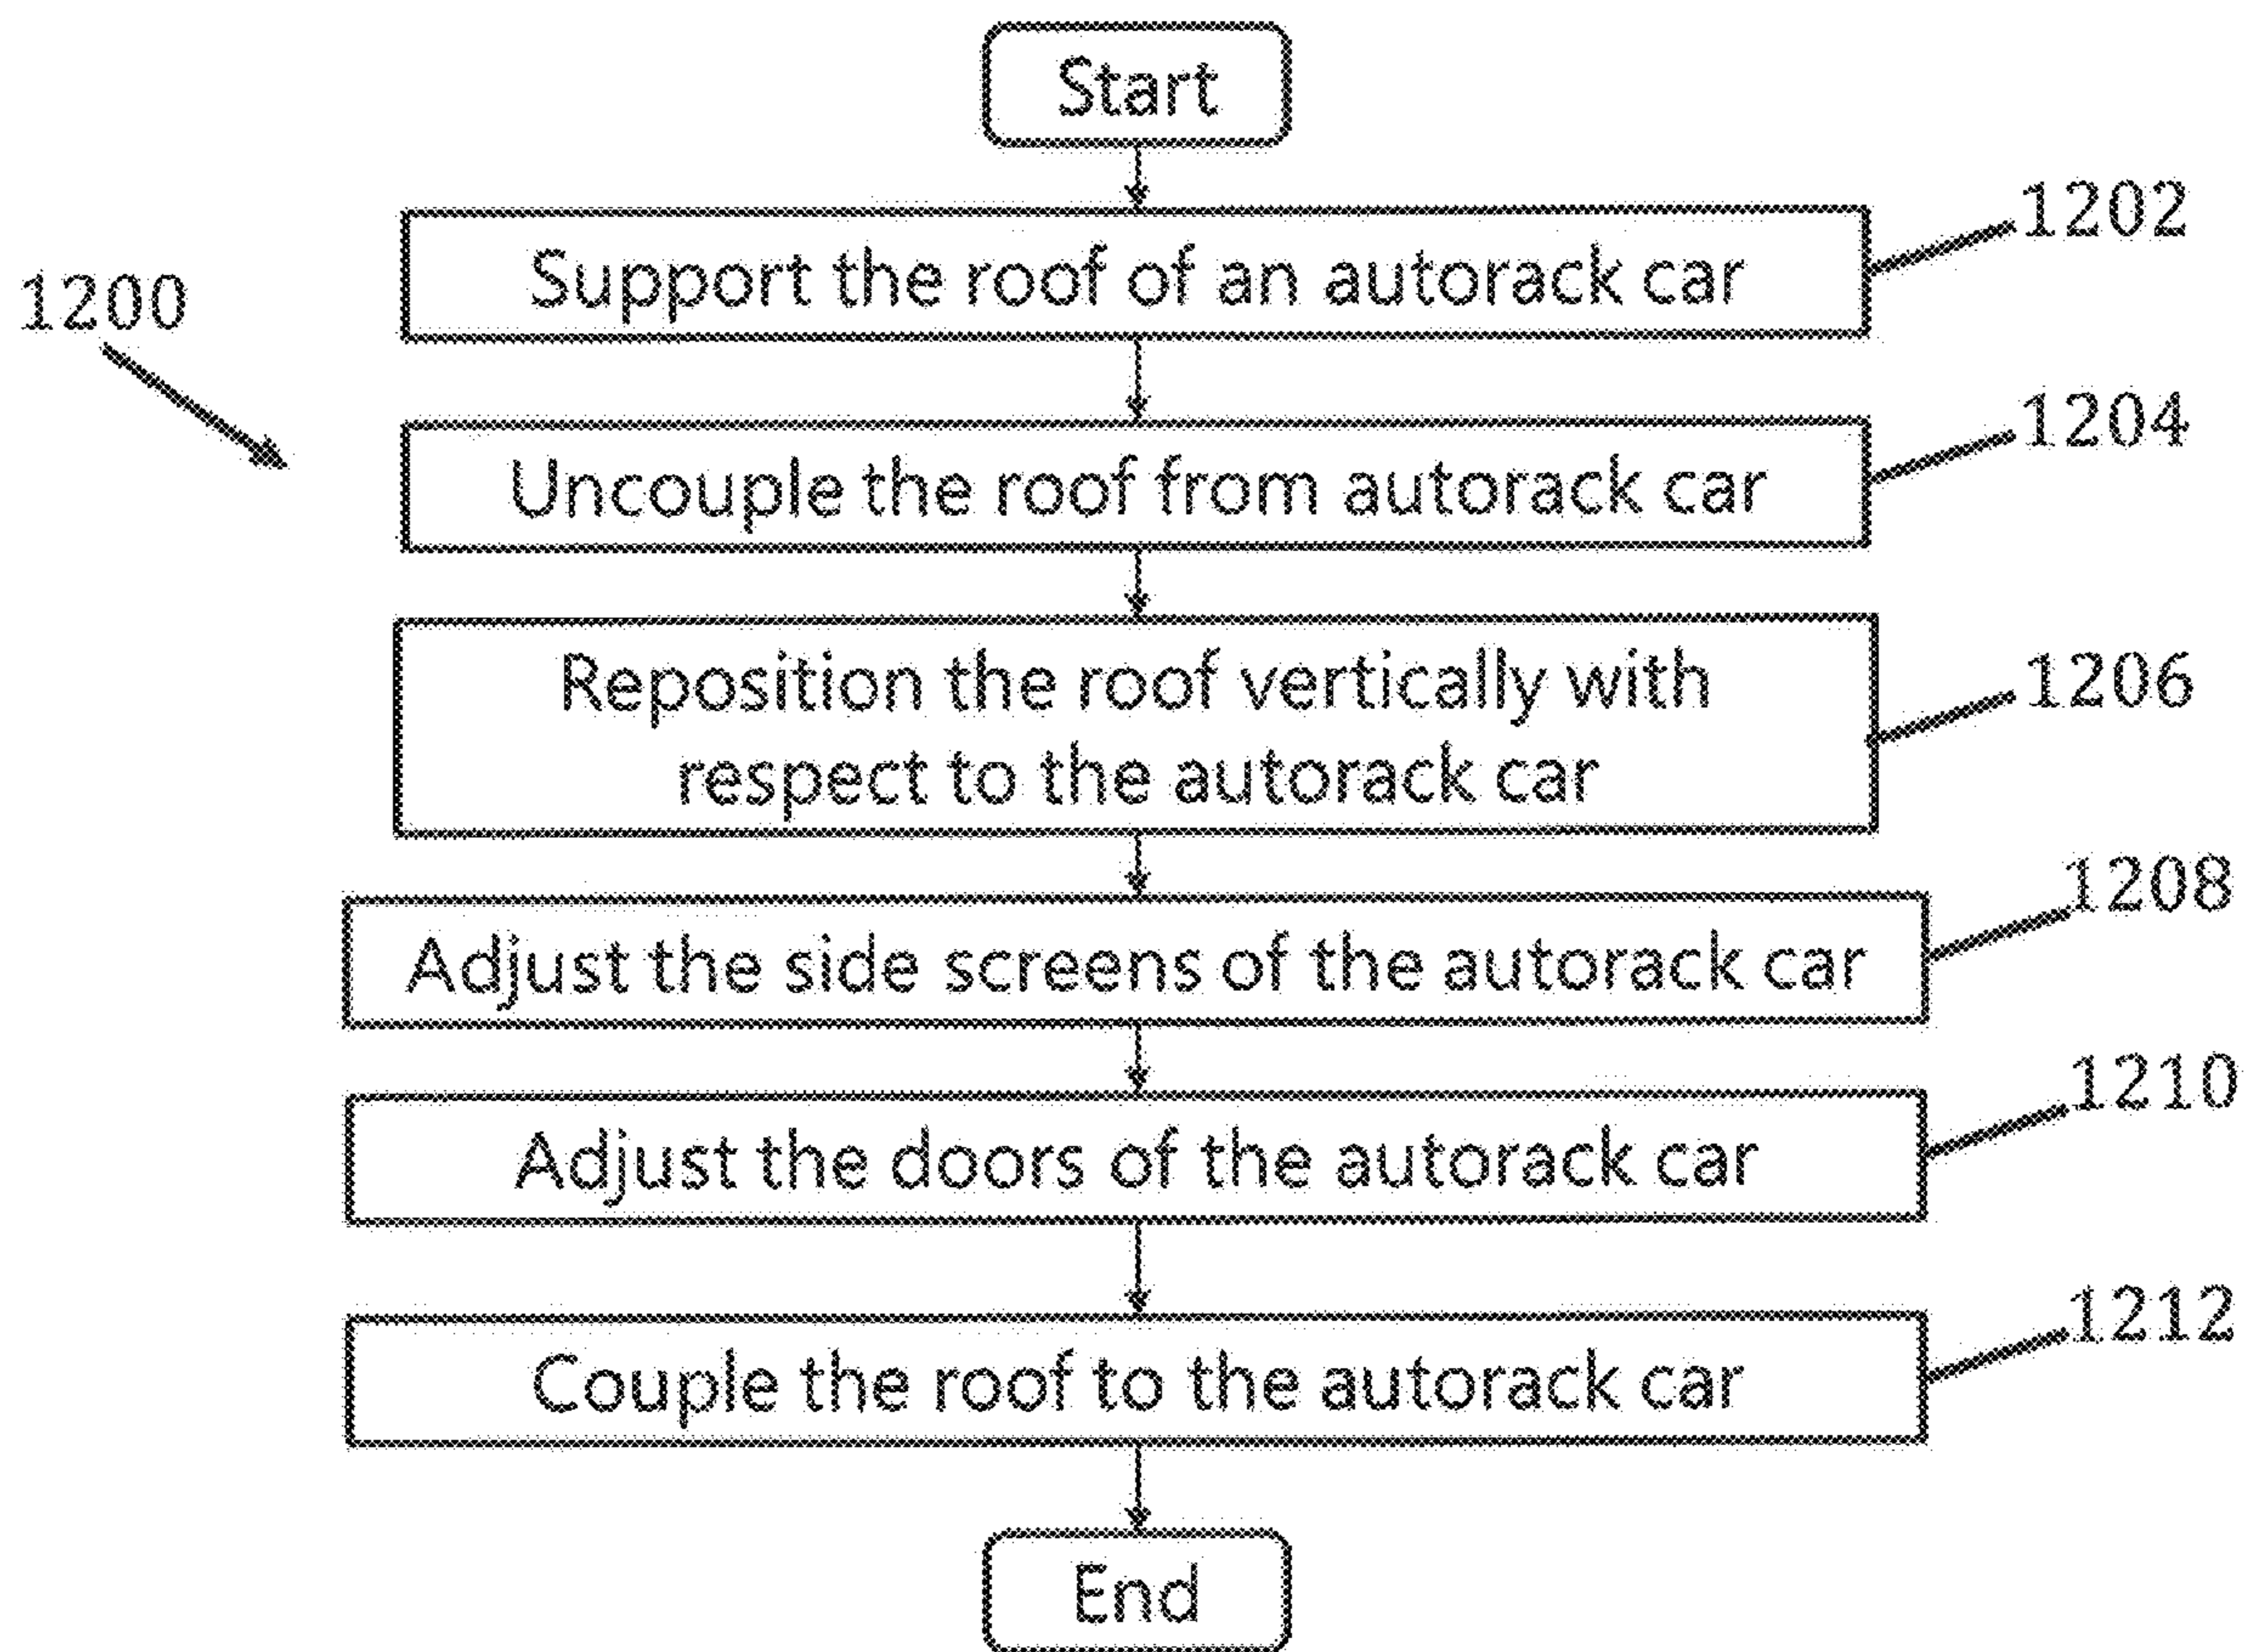 Start
1202
Support the roof of an autorack car
1200
1204
Uncouple the roof from autorack car
Reposition the roof vertically with
1206
respect to the autorack car
1208
Adjust the side screens of the autorack car
1210
Adjust the doors of the autorack car
1212
Couple the roof to the autorack car
End